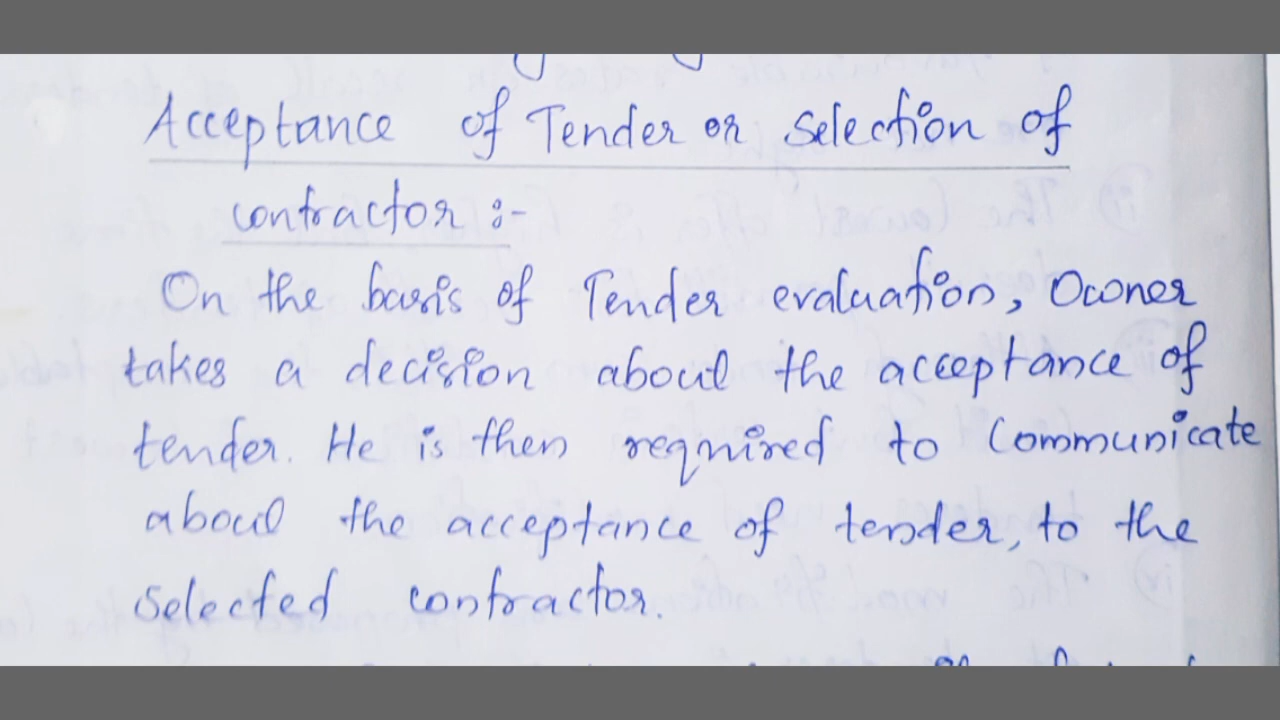 Acceptance of Tender or selection of
contractor :-
On the basis of Tender evaluation, Owner
takes a decision about the acceptance of
tender. He is then required to Communicate
about the acceptance of tender, to the
selected contractor.